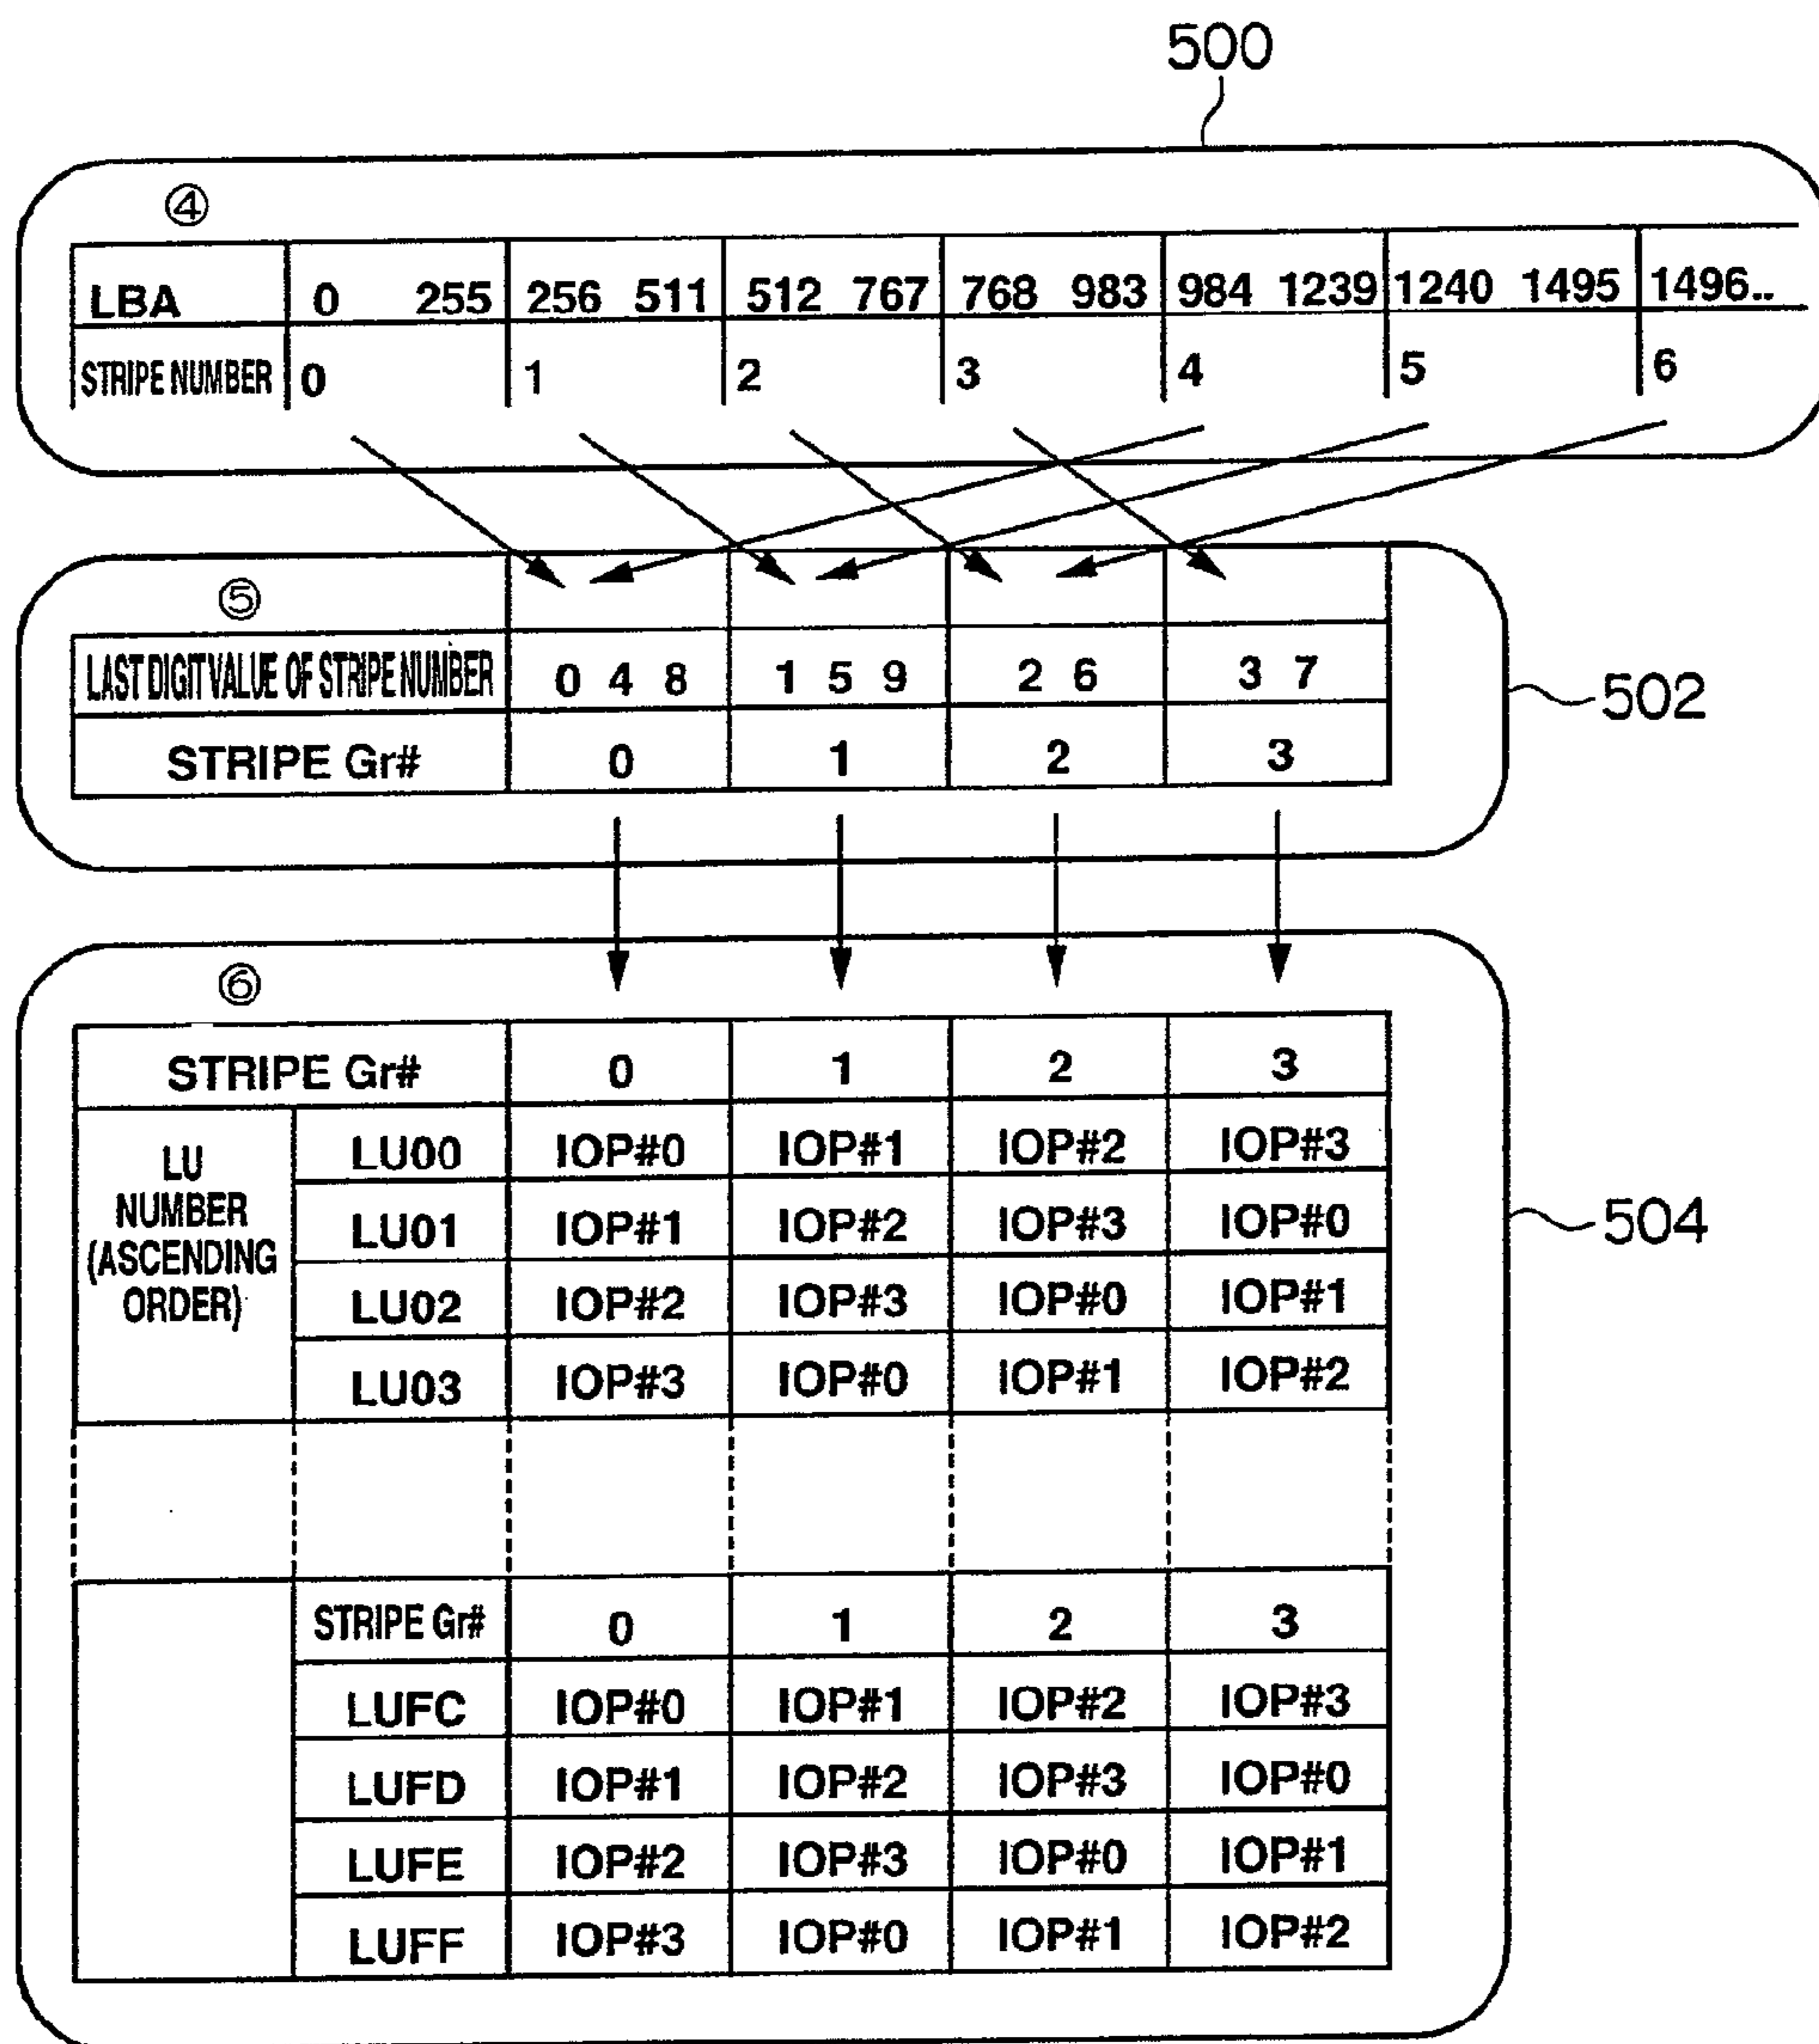 500
④
LBA 0 255 256 511 512 767 768 983 984 1239 1240 1495 1496..
STRIPE NUMBER 0 1 2 3 4 5 6
⑤
LAST DIGIT VALUE OF STRIPE NUMBER 0 4 8 1 5 9 2 6 3 7
STRIPE Gr# 0 1 2 3
502
⑥
STRIPE Gr# 0 1 2 3
LU
NUMBER
(ASCENDING
ORDER)
LU00 IOP#0 IOP#1 IOP#2 IOP#3
LU01 IOP#1 IOP#2 IOP#3 IOP#0
LU02 IOP#2 IOP#3 IOP#0 IOP#1
LU03 IOP#3 IOP#0 IOP#1 IOP#2
504
STRIPE Gr# 0 1 2 3
LUFC IOP#0 IOP#1 IOP#2 IOP#3
LUFD IOP#1 IOP#2 IOP#3 IOP#0
LUFE IOP#2 IOP#3 IOP#0 IOP#1
LUFF IOP#3 IOP#0 IOP#1 IOP#2